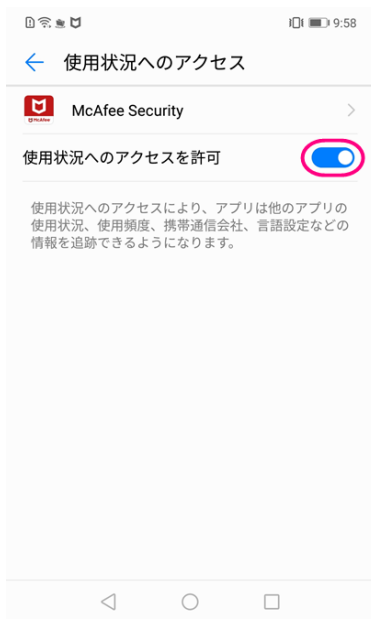 9:58
使用状況へのアクセス
McAfee
McAfee Security
使用状況へのアクセスを許可
使用状況へのアクセスにより、アプリは他のアプリの
使用状況、使用頻度、携帯通信会社、言語設定などの
情報を追跡できるようになります。